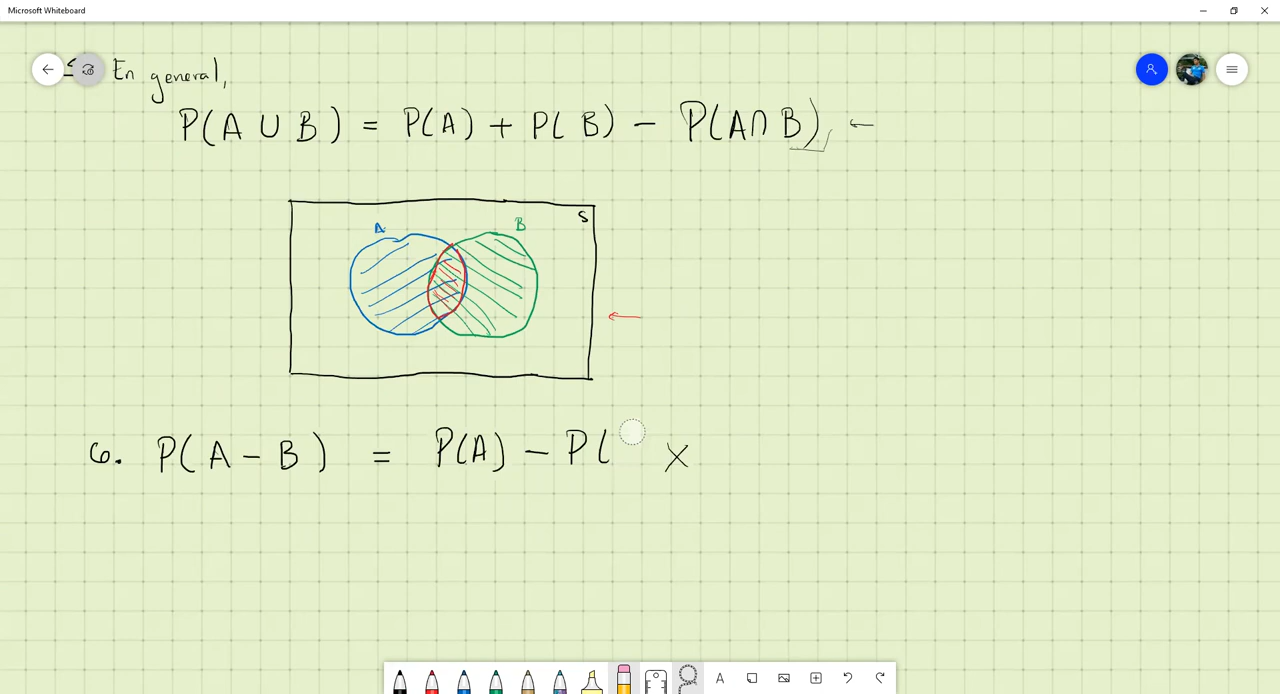 Microsoft Whiteboard
En general,
P(A ∪ B) = P(A) + P(B) - P(A∩B), ←
S
A
B
←
6. P(A - B) = P(A) - P( X
A